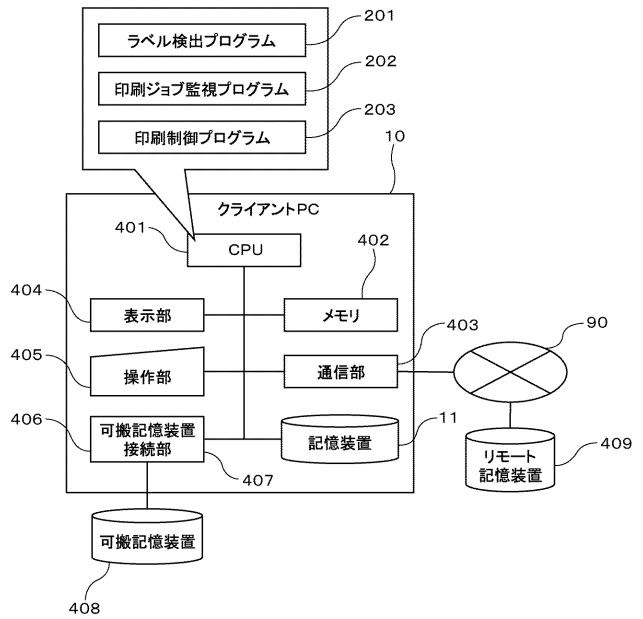 ラベル検出プログラム
201
印刷ジョブ監視プログラム
202
印刷制御プログラム
203
10
クライアントPC
401
CPU
402
404
表示部
メモリ
403
90
405
操作部
通信部
406
可搬記憶装置
接続部
407
記憶装置
11
リモート
記憶装置
409
可搬記憶装置
408